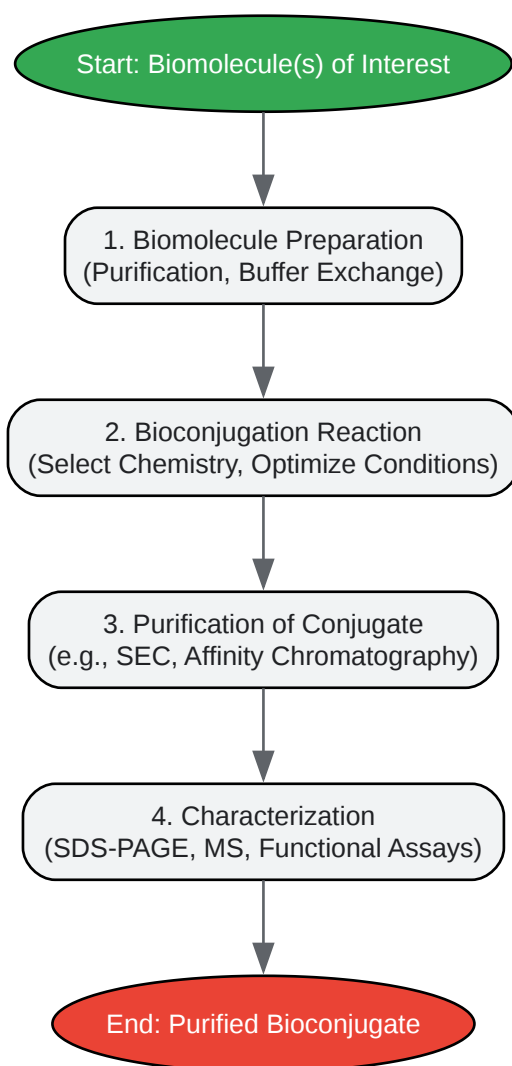 Start: Biomolecule(s) of Interest
1. Biomolecule Preparation
(Purification, Buffer Exchange)
2. Bioconjugation Reaction
(Select Chemistry, Optimize Conditions)
3. Purification of Conjugate
(e.g., SEC, Affinity Chromatography)
4. Characterization
(SDS-PAGE, MS, Functional Assays)
End: Purified Bioconjugate